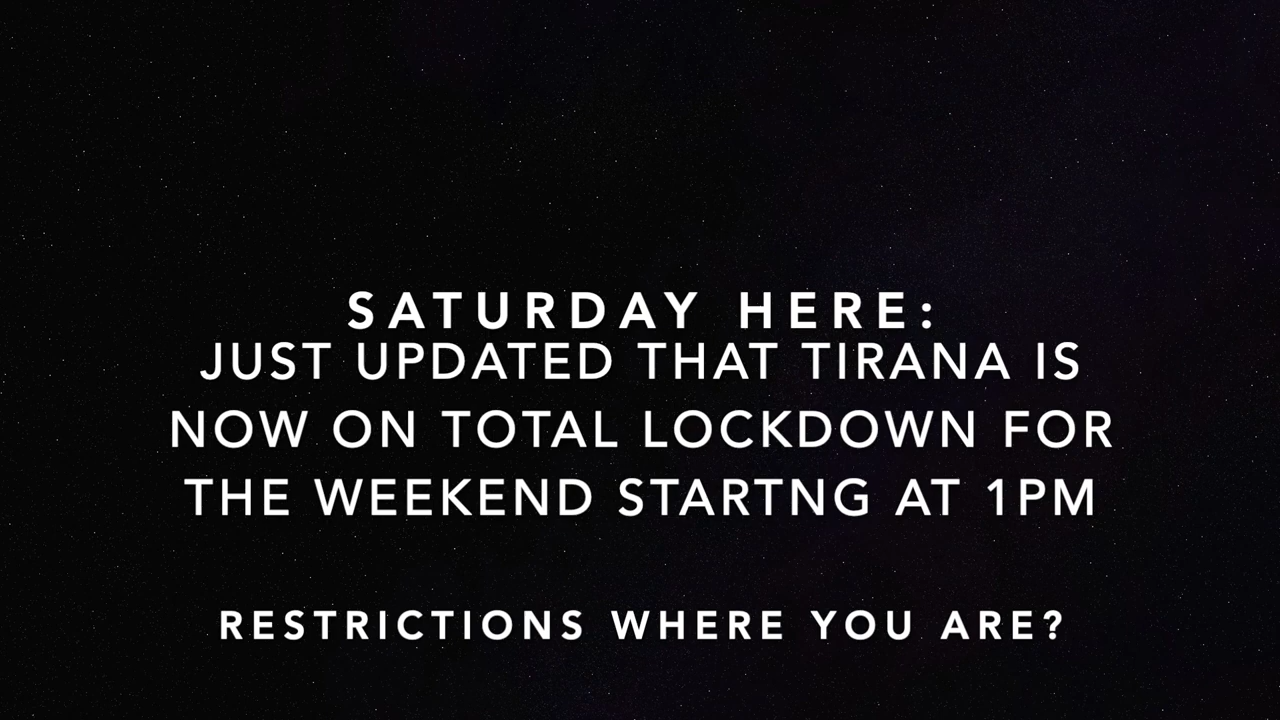 SATURDAY HERE:
JUST UPDATED THAT TIRANA IS
NOW ON TOTAL LOCKDOWN FOR
THE WEEKEND STARTNG AT 1PM
RESTRICTIONS WHERE YOU ARE?